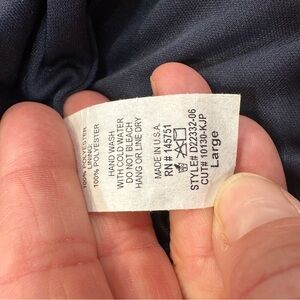 100% POLYESTER
LINING
100% POLYESTER
HAND WASH
WITH COLD WATER
DO NOT BLEACH
HANG OR LINE DRY
MADE IN U.S.A.
RN # 145751
STYLE# D22332-06
CUT# 10130-KJP
Large